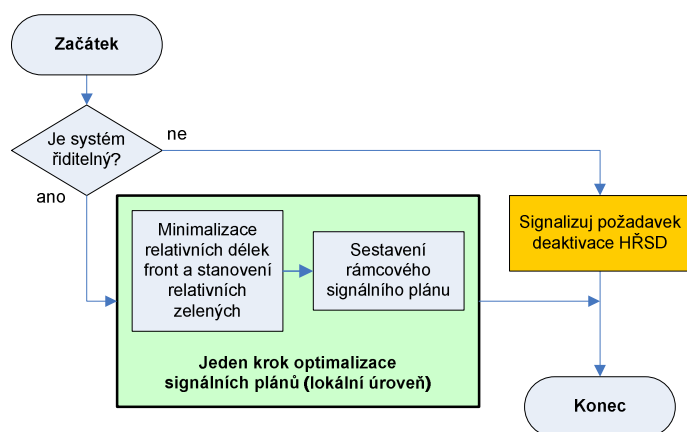 Začátek
Je systém
řiditelný?
ne
ano
Minimalizace
relativních délek
front a stanovení
relativních
zelených
Sestavení
rámcového
signálního plánu
Jeden krok optimalizace
signálních plánů (lokální úroveň)
Signalizuj požadavek
deaktivace HŘSD
Konec